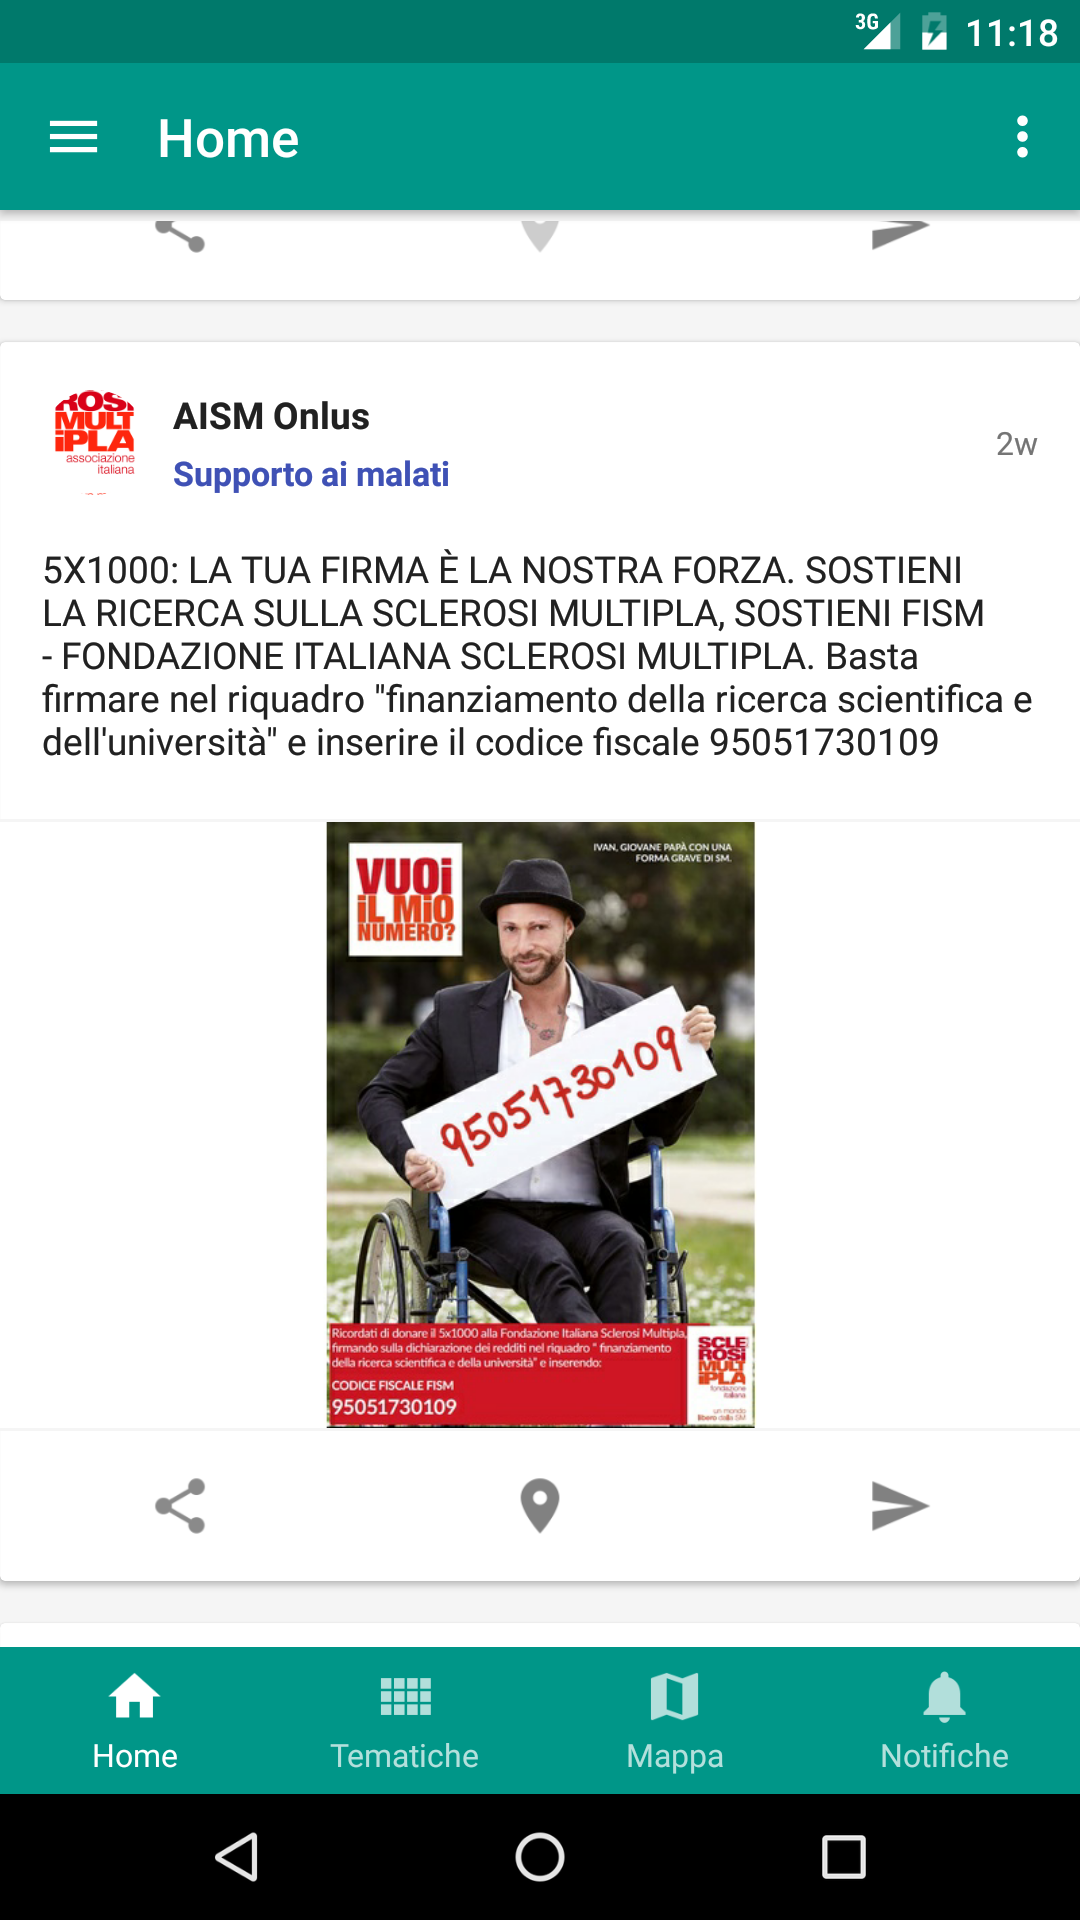 3G 11:18
Home
ROSI
MULT
iPLA
associazione
italiana
AISM Onlus
2w
Supporto ai malati
5X1000: LA TUA FIRMA È LA NOSTRA FORZA. SOSTIENI
LA RICERCA SULLA SCLEROSI MULTIPLA, SOSTIENI FISM
- FONDAZIONE ITALIANA SCLEROSI MULTIPLA. Basta
firmare nel riquadro "finanziamento della ricerca scientifica e
dell'università" e inserire il codice fiscale 95051730109
IVAN, GIOVANE PAPÀ CON UNA
FORMA GRAVE DI SM.
VUOi
iL MiO
NUMERO?
95051730109
Ricordati di donare il 5x1000 alla Fondazione Italiana Sclerosi Multipla,
firmando sulla dichiarazione dei redditi nel riquadro " finanziamento
della ricerca scientifica e della università" e inserendo:
CODICE FISCALE FISM
95051730109
SCLE
ROSI
MULT
iPLA
fondazione
italiana
un mondo
libero dalla SM
Home
Tematiche
Mappa
Notifiche